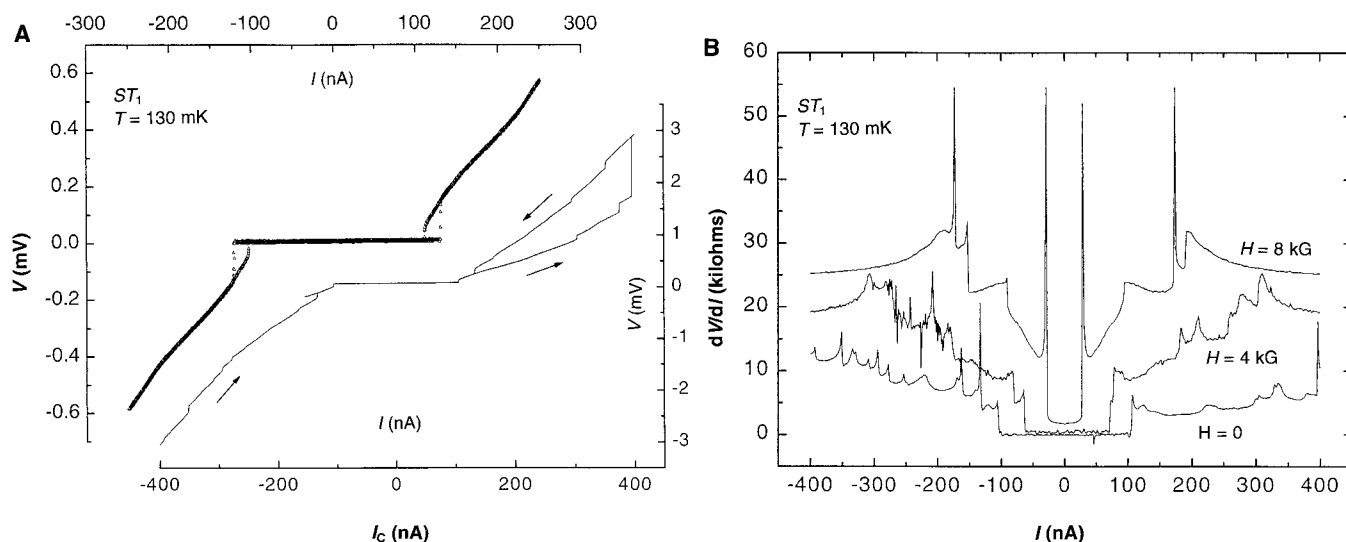 A
-300 -200 -100 0 100 200 300
I (nA)
ST1
T = 130 mK
V (mV)
0.6
0.4
0.2
0.0
-0.2
-0.4
-0.6
V (mV)
3
2
1
0
-1
-2
-3
I (nA)
-400 -200 0 200 400
Ic (nA)
B
ST1
T = 130 mK
dV/dI (kilohms)
60
50
40
30
20
10
0
H = 8 kG
H = 4 kG
H = 0
-400 -300 -200 -100 0 100 200 300 400
I (nA)